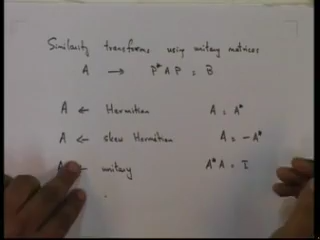 Similarity transforms using unitary matrices
A → P* A P = B
A ← Hermitian A = A*
A ← skew Hermitian A = -A*
A ← unitary A* A = I